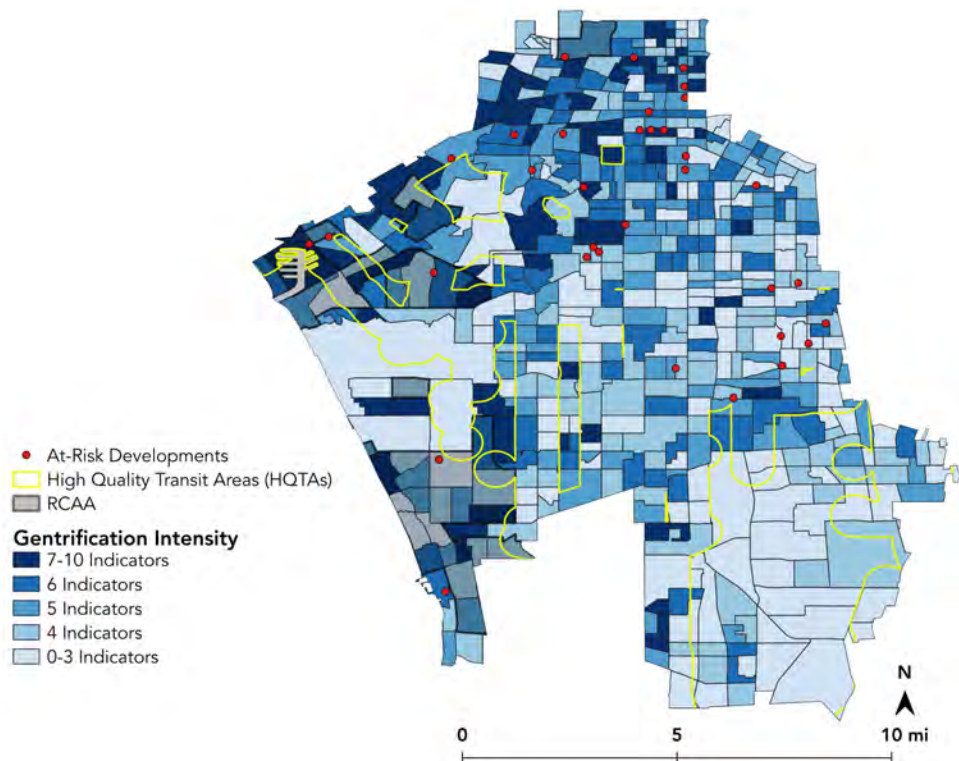 At-Risk Developments
High Quality Transit Areas (HQTAs)
RCAA
Gentrification Intensity
7-10 Indicators
6 Indicators
5 Indicators
4 Indicators
0-3 Indicators
N
0 5 10 mi